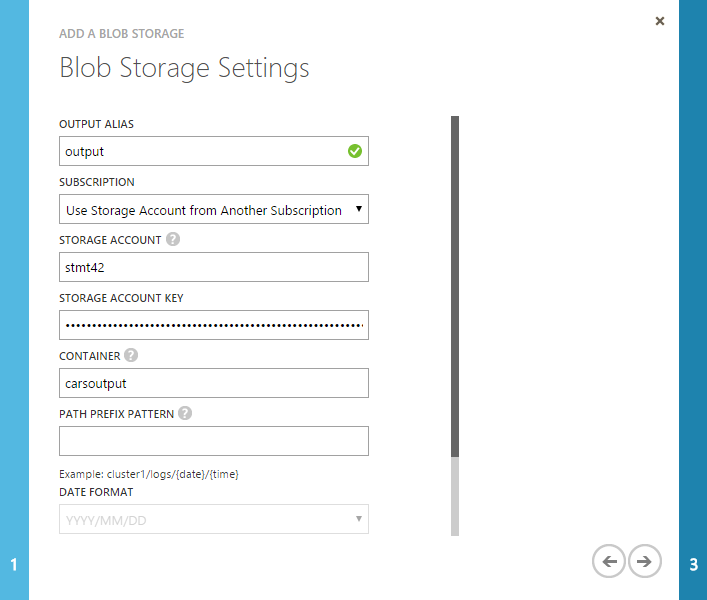 ADD A BLOB STORAGE
Blob Storage Settings
OUTPUT ALIAS
output
SUBSCRIPTION
Use Storage Account from Another Subscription
STORAGE ACCOUNT ?
stmt42
STORAGE ACCOUNT KEY
CONTAINER ?
carsoutput
PATH PREFIX PATTERN ?
Example: cluster1/logs/{date}/{time}
DATE FORMAT
YYYY/MM/DD
1
3